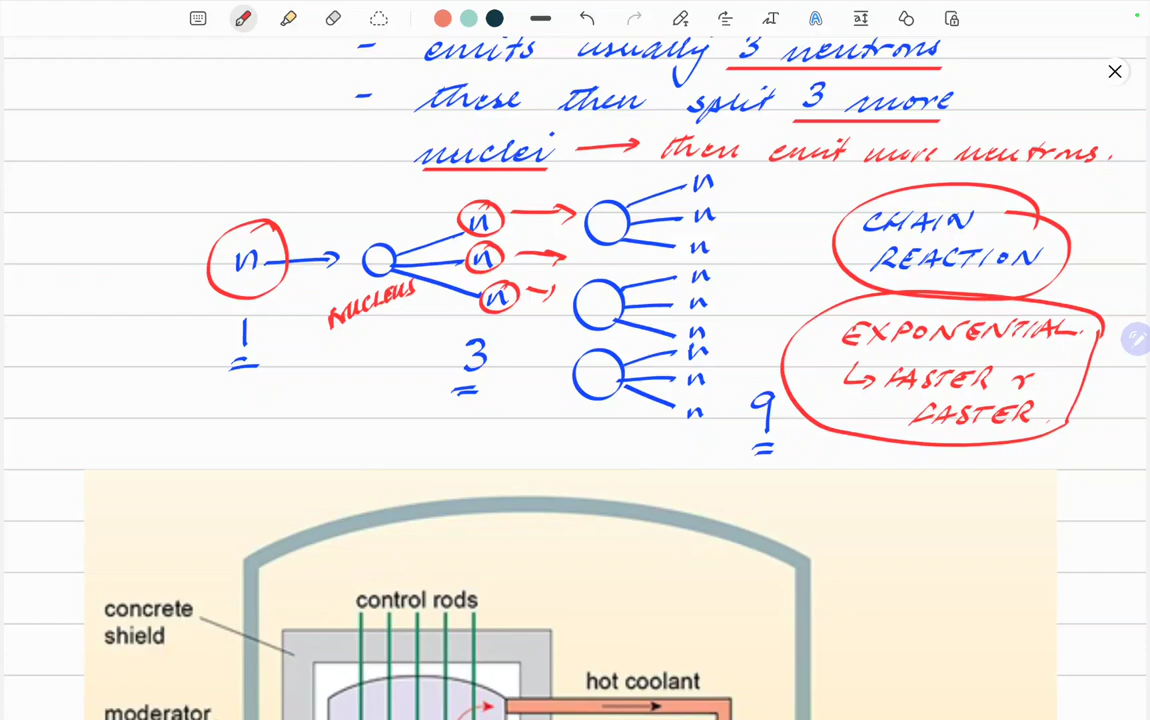 - emits usually 3 neutrons
- these then split 3 more
nuclei → then emit more neutrons.
n
n → n → n
n n
CHAIN
n
REACTION
n
NUCLEUS
n
n
n
EXPONENTIAL.
1
3
n
↳ FASTER &
n
n
FASTER.
9
control rods
concrete
shield
hot coolant
moderator